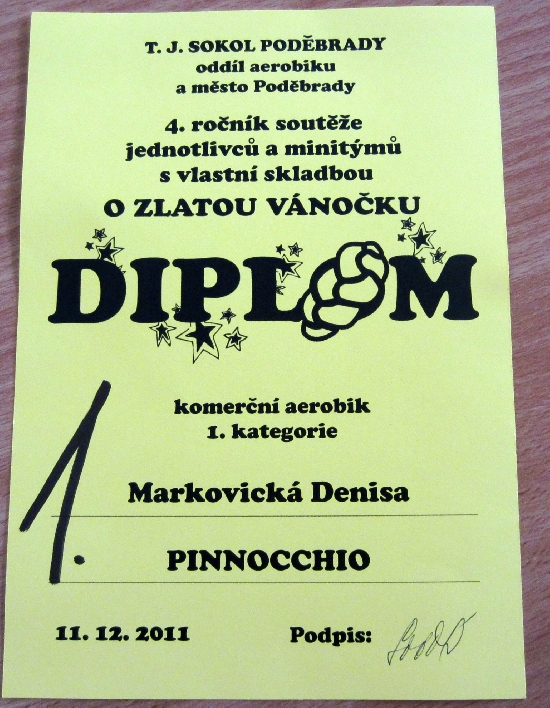 T. J. SOKOL PODĚBRADY
oddíl aerobiku
a město Poděbrady
4. ročník soutěže
jednotlivců a minitýmů
s vlastní skladbou
O ZLATOU VÁNOČKU
DIPLOM
komerční aerobik
1. kategorie
1.
Markovická Denisa
PINNOCCHIO
11. 12. 2011 Podpis: